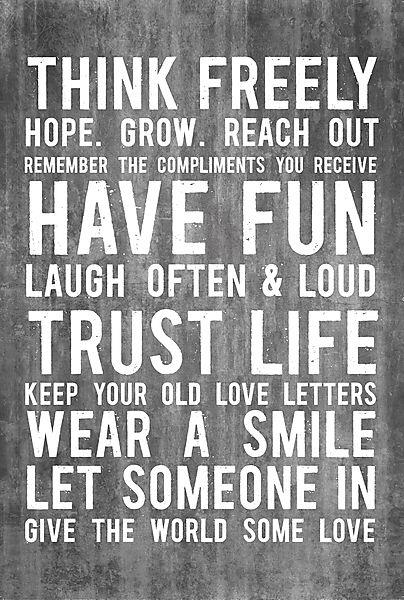 THINK FREELY
HOPE. GROW. REACH OUT
REMEMBER THE COMPLIMENTS YOU RECEIVE
HAVE FUN
LAUGH OFTEN & LOUD
TRUST LIFE
KEEP YOUR OLD LOVE LETTERS
WEAR A SMILE
LET SOMEONE IN
GIVE THE WORLD SOME LOVE